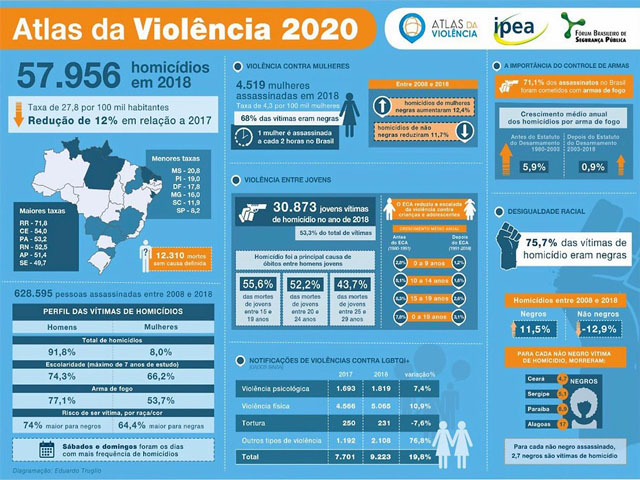 Atlas da Violência 2020
ATLAS DA
VIOLÊNCIA
ipea
FÓRUM BRASILEIRO DE
SEGURANÇA PÚBLICA
57.956 homicídios
em 2018
Taxa de 27,8 por 100 mil habitantes
Redução de 12% em relação a 2017
Menores taxas
MS - 20,8
PI - 19,0
DF - 17,8
MG - 16,0
SC - 11,9
SP - 8,2
Maiores taxas
RR - 71,8
CE - 54,0
PA - 53,2
RN - 52,5
AP - 51,4
SE - 49,7
12.310 mortes
sem causa definida
628.595 pessoas assassinadas entre 2008 e 2018
PERFIL DAS VÍTIMAS DE HOMICÍDIOS
Homens Mulheres
Total de homicídios
91,8% 8,0%
Escolaridade (máximo de 7 anos de estudo)
74,3% 66,2%
Arma de fogo
77,1% 53,7%
Risco de ser vítima, por raça/cor
74% maior para negros 64,4% maior para negras
Sábados e domingos foram os dias
com mais frequência de homicídios
Diagramação: Eduardo Trugillo
VIOLÊNCIA CONTRA MULHERES
4.519 mulheres
assassinadas em 2018
Taxa de 4,3 por 100 mil mulheres
68% das vítimas eram negras
1 mulher é assassinada
a cada 2 horas no Brasil
Entre 2008 e 2018
homicídios de mulheres
negras aumentaram 12,4%
homicídios de não
negras reduziram 11,7%
VIOLÊNCIA ENTRE JOVENS
30.873 jovens vítimas
de homicídio no ano de 2018
53,3% do total de vítimas
Homicídio foi a principal causa de
óbitos entre homens jovens
55,6%
das mortes
de jovens
entre 15 e
19 anos
52,2%
das mortes
de jovens
entre 20 e
24 anos
43,7%
das mortes
de jovens
entre 25 e
29 anos
O ECA reduziu a escalada
da violência contra
crianças e adolescentes
CRESCIMENTO MÉDIO ANUAL
Antes
do ECA
Depois
do ECA
0 a 9 anos
10 a 14 anos
15 a 19 anos
0 a 19 anos
NOTIFICAÇÕES DE VIOLÊNCIAS CONTRA LGBTQI+
2017 2018 variação%
Violência psicológica 1.693 1.819 7,4%
Violência física 4.566 5.065 10,9%
Tortura 250 231 -7,6%
Outros tipos de violência 1.192 2.108 76,8%
Total 7.701 9.223 19,8%
A IMPORTÂNCIA DO CONTROLE DE ARMAS
71,1% dos assassinatos no Brasil
foram cometidos com armas de fogo
Crescimento médio anual
dos homicídios por arma de fogo
Antes do Estatuto
do Desarmamento
1980-2003
5,9%
Depois do Estatuto
do Desarmamento
2003-2018
0,9%
DESIGUALDADE RACIAL
75,7% das vítimas de
homicídio eram negras
Homicídios entre 2008 e 2018
Negros Não negros
11,5% -12,9%
PARA CADA NÃO NEGRO VÍTIMA
DE HOMICÍDIO, MORRERAM:
Ceará
Sergipe
Paraíba
Alagoas 17
NEGROS
Para cada não negro assassinado,
2,7 negros são vítimas de homicídio